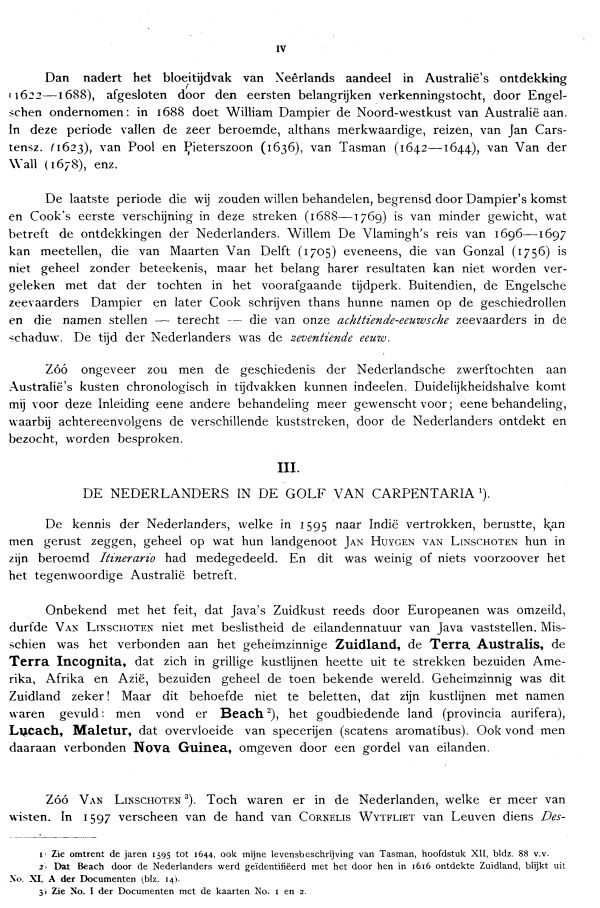 IV
Dan nadert het bloeitijdvak van Neêrlands aandeel in Australië's ontdekking
(1622—1688), afgesloten door den eersten belangrijken verkenningstocht, door Engel-
schen ondernomen: in 1688 doet William Dampier de Noord-westkust van Australië aan.
In deze periode vallen de zeer beroemde, althans merkwaardige, reizen, van Jan Cars-
tensz. (1623), van Pool en Pieterszoon (1636), van Tasman (1642—1644), van Van der
Wall (1678), enz.
De laatste periode die wij zouden willen behandelen, begrensd door Dampier's komst
en Cook's eerste verschijning in deze streken (1688—1769) is van minder gewicht, wat
betreft de ontdekkingen der Nederlanders. Willem De Vlamingh's reis van 1696—1697
kan meetellen, die van Maarten Van Delft (1705) eveneens, die van Gonzal (1756) is
niet geheel zonder beteekenis, maar het belang harer resultaten kan niet worden ver-
geleken met dat der tochten in het voorafgaande tijdperk. Buitendien, de Engelsche
zeevaarders Dampier en later Cook schrijven thans hunne namen op de geschiedrollen
en die namen stellen — terecht — die van onze achttiende-eeuwsche zeevaarders in de
schaduw. De tijd der Nederlanders was de zeventiende eeuw.
Zóó ongeveer zou men de geschiedenis der Nederlandsche zwerftochten aan
Australië's kusten chronologisch in tijdvakken kunnen indeelen. Duidelijkheidshalve komt
mij voor deze Inleiding eene andere behandeling meer gewenscht voor; eene behandeling,
waarbij achtereenvolgens de verschillende kuststreken, door de Nederlanders ontdekt en
bezocht, worden besproken.
III.
DE NEDERLANDERS IN DE GOLF VAN CARPENTARIA ¹).
De kennis der Nederlanders, welke in 1595 naar Indië vertrokken, berustte, kan
men gerust zeggen, geheel op wat hun landgenoot JAN HUYGEN VAN LINSCHOTEN hun in
zijn beroemd Itinerario had medegedeeld. En dit was weinig of niets voorzoover het
het tegenwoordige Australië betreft.
Onbekend met het feit, dat Java's Zuidkust reeds door Europeanen was omzeild,
durfde VAN LINSCHOTEN niet met beslistheid de eilandennatuur van Java vaststellen. Mis-
schien was het verbonden aan het geheimzinnige Zuidland, de Terra Australis, de
Terra Incognita, dat zich in grillige kustlijnen heette uit te strekken bezuiden Ame-
rika, Afrika en Azië, bezuiden geheel de toen bekende wereld. Geheimzinnig was dit
Zuidland zeker! Maar dit behoefde niet te beletten, dat zijn kustlijnen met namen
waren gevuld: men vond er Beach ²), het goudbiedende land (provincia aurifera),
Lucach, Maletur, dat overvloeide van specerijen (scatens aromatibus). Ook vond men
daaraan verbonden Nova Guinea, omgeven door een gordel van eilanden.
Zóó VAN LINSCHOTEN ³). Toch waren er in de Nederlanden, welke er meer van
wisten. In 1597 verscheen van de hand van CORNELIS WYTFLIET van Leuven diens Des-
1) Zie omtrent de jaren 1595 tot 1644, ook mijne levensbeschrijving van Tasman, hoofdstuk XII, bldz. 88 v.v.
2) Dat Beach door de Nederlanders werd geïdentifiëerd met het door hen in 1616 ontdekte Zuidland, blijkt uit
No. XI, A der Documenten (blz. 14).
3) Zie No. I der Documenten met de kaarten No. 1 en 2.